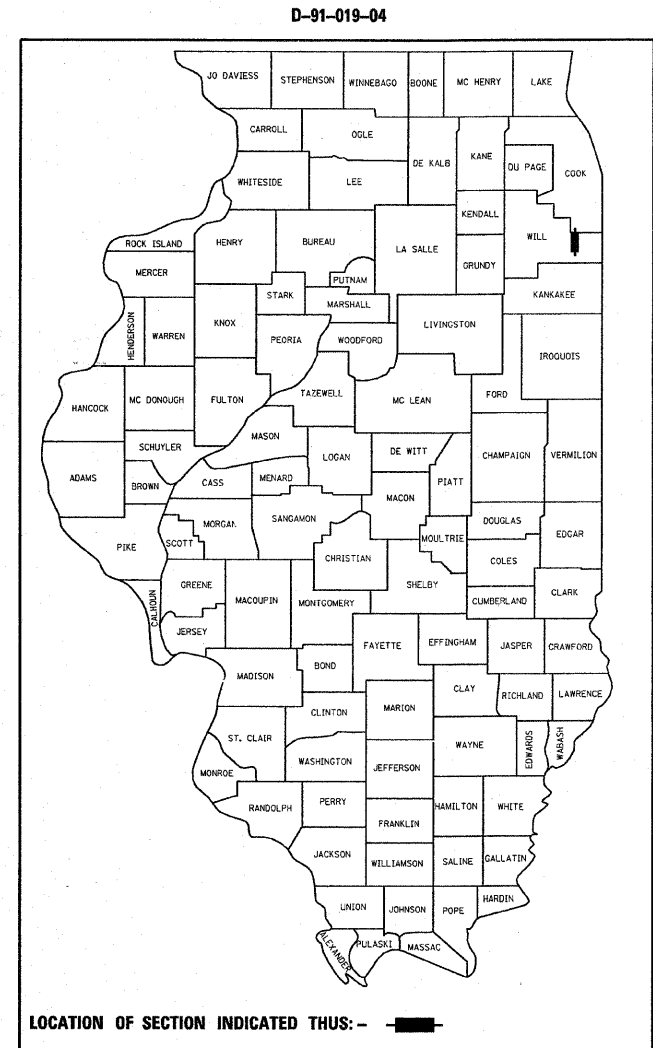 D-91-019-04
JO DAVIESS
STEPHENSON
WINNEBAGO
BOONE
MC HENRY
LAKE
CARROLL
OGLE
DE KALB
KANE
DU PAGE
COOK
WHITESIDE
LEE
KENDALL
ROCK ISLAND
HENRY
BUREAU
LA SALLE
WILL
MERCER
PUTNAM
GRUNDY
STARK
MARSHALL
KANKAKEE
HENDERSON
WARREN
KNOX
PEORIA
WOODFORD
LIVINGSTON
IROQUOIS
HANCOCK
MC DONOUGH
FULTON
TAZEWELL
MC LEAN
FORD
MASON
SCHUYLER
LOGAN
DE WITT
CHAMPAIGN
VERMILION
ADAMS
BROWN
CASS
MENARD
MACON
PIATT
MORGAN
SANGAMON
DOUGLAS
EDGAR
PIKE
SCOTT
CHRISTIAN
MOULTRIE
COLES
CALHOUN
GREENE
MACOUPIN
MONTGOMERY
SHELBY
CUMBERLAND
CLARK
JERSEY
FAYETTE
EFFINGHAM
JASPER
CRAWFORD
MADISON
BOND
CLAY
RICHLAND
LAWRENCE
CLINTON
MARION
ST. CLAIR
WAYNE
EDWARDS
WABASH
MONROE
WASHINGTON
JEFFERSON
RANDOLPH
PERRY
HAMILTON
WHITE
FRANKLIN
JACKSON
WILLIAMSON
SALINE
GALLATIN
UNION
JOHNSON
POPE
HARDIN
ALEXANDER
PULASKI
MASSAC
LOCATION OF SECTION INDICATED THUS: -